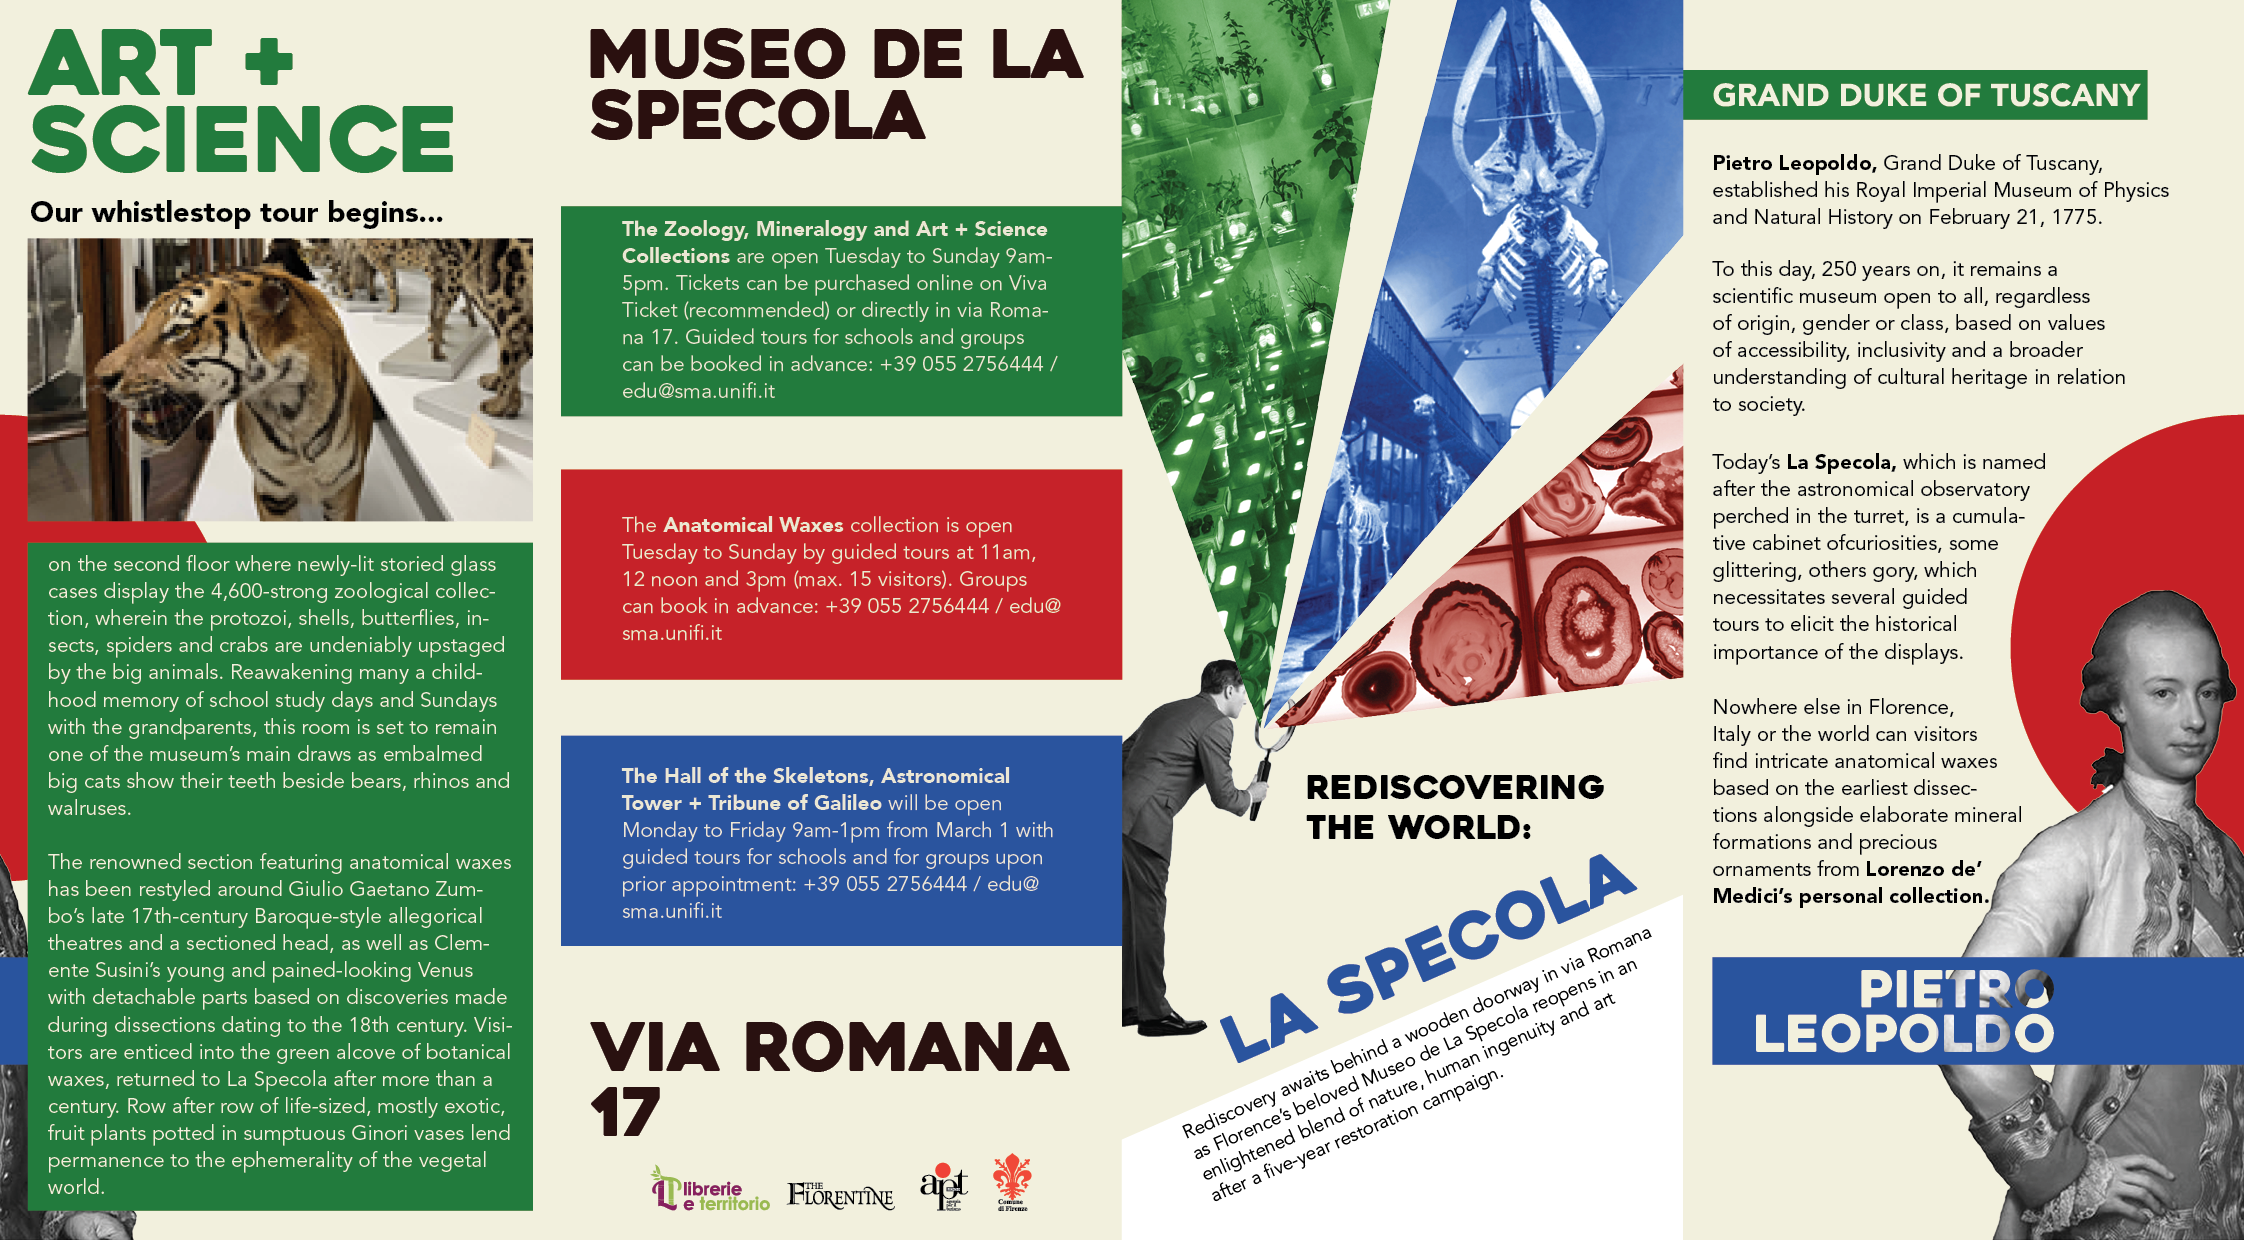 ART +
SCIENCE
Our whistlestop tour begins...
on the second floor where newly-lit storied glass
cases display the 4,600-strong zoological collec-
tion, wherein the protozoi, shells, butterflies, in-
sects, spiders and crabs are undeniably upstaged
by the big animals. Reawakening many a child-
hood memory of school study days and Sundays
with the grandparents, this room is set to remain
one of the museum's main draws as embalmed
big cats show their teeth beside bears, rhinos and
walruses.
The renowned section featuring anatomical waxes
has been restyled around Giulio Gaetano Zum-
bo's late 17th-century Baroque-style allegorical
theatres and a sectioned head, as well as Clem-
ente Susini's young and pained-looking Venus
with detachable parts based on discoveries made
during dissections dating to the 18th century. Visi-
tors are enticed into the green alcove of botanical
waxes, returned to La Specola after more than a
century. Row after row of life-sized, mostly exotic,
fruit plants potted in sumptuous Ginori vases lend
permanence to the ephemerality of the vegetal
world.
MUSEO DE LA
SPECOLA
The Zoology, Mineralogy and Art + Science
Collections are open Tuesday to Sunday 9am-
5pm. Tickets can be purchased online on Viva
Ticket (recommended) or directly in via Roma-
na 17. Guided tours for schools and groups
can be booked in advance: +39 055 2756444 /
edu@sma.unifi.it
The Anatomical Waxes collection is open
Tuesday to Sunday by guided tours at 11am,
12 noon and 3pm (max. 15 visitors). Groups
can book in advance: +39 055 2756444 / edu@
sma.unifi.it
The Hall of the Skeletons, Astronomical
Tower + Tribune of Galileo will be open
Monday to Friday 9am-1pm from March 1 with
guided tours for schools and for groups upon
prior appointment: +39 055 2756444 / edu@
sma.unifi.it
VIA ROMANA
17
librerie
e territorio
THE
FLORENTINE
apt
Comune
di Firenze
REDISCOVERING
THE WORLD:
LA SPECOLA
Rediscovery awaits behind a wooden doorway in via Romana
as Florence's beloved Museo de La Specola reopens in an
enlightened blend of nature, human ingenuity and art
after a five-year restoration campaign.
GRAND DUKE OF TUSCANY
Pietro Leopoldo, Grand Duke of Tuscany,
established his Royal Imperial Museum of Physics
and Natural History on February 21, 1775.
To this day, 250 years on, it remains a
scientific museum open to all, regardless
of origin, gender or class, based on values
of accessibility, inclusivity and a broader
understanding of cultural heritage in relation
to society.
Today's La Specola, which is named
after the astronomical observatory
perched in the turret, is a cumula-
tive cabinet ofcuriosities, some
glittering, others gory, which
necessitates several guided
tours to elicit the historical
importance of the displays.
Nowhere else in Florence,
Italy or the world can visitors
find intricate anatomical waxes
based on the earliest dissec-
tions alongside elaborate mineral
formations and precious
ornaments from Lorenzo de'
Medici's personal collection.
PIETRO
LEOPOLDO